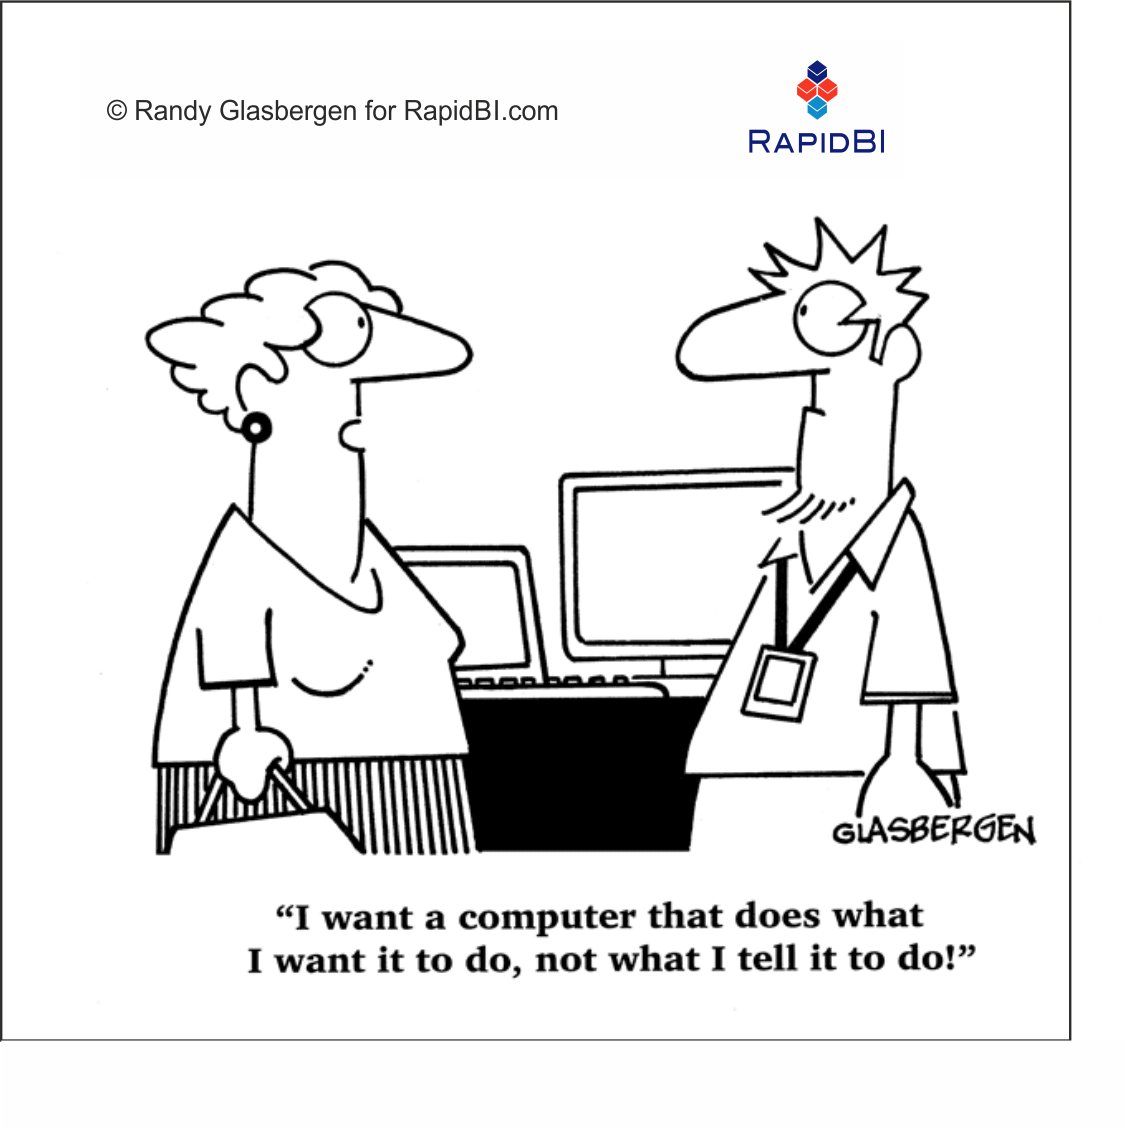 © Randy Glasbergen for RapidBI.com
RAPIDBI
GLASBERGEN
“I want a computer that does what
I want it to do, not what I tell it to do!”